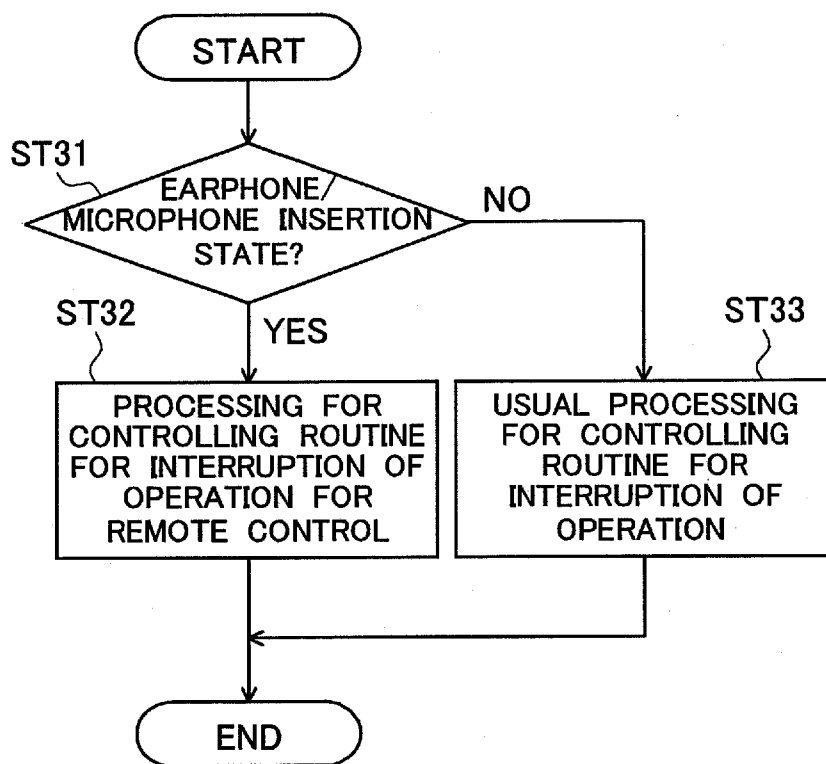 START
ST31
EARPHONE/
MICROPHONE INSERTION
STATE?
NO
YES
ST32
PROCESSING FOR
CONTROLLING ROUTINE
FOR INTERRUPTION OF
OPERATION FOR
REMOTE CONTROL
ST33
USUAL PROCESSING
FOR CONTROLLING
ROUTINE FOR
INTERRUPTION OF
OPERATION
END